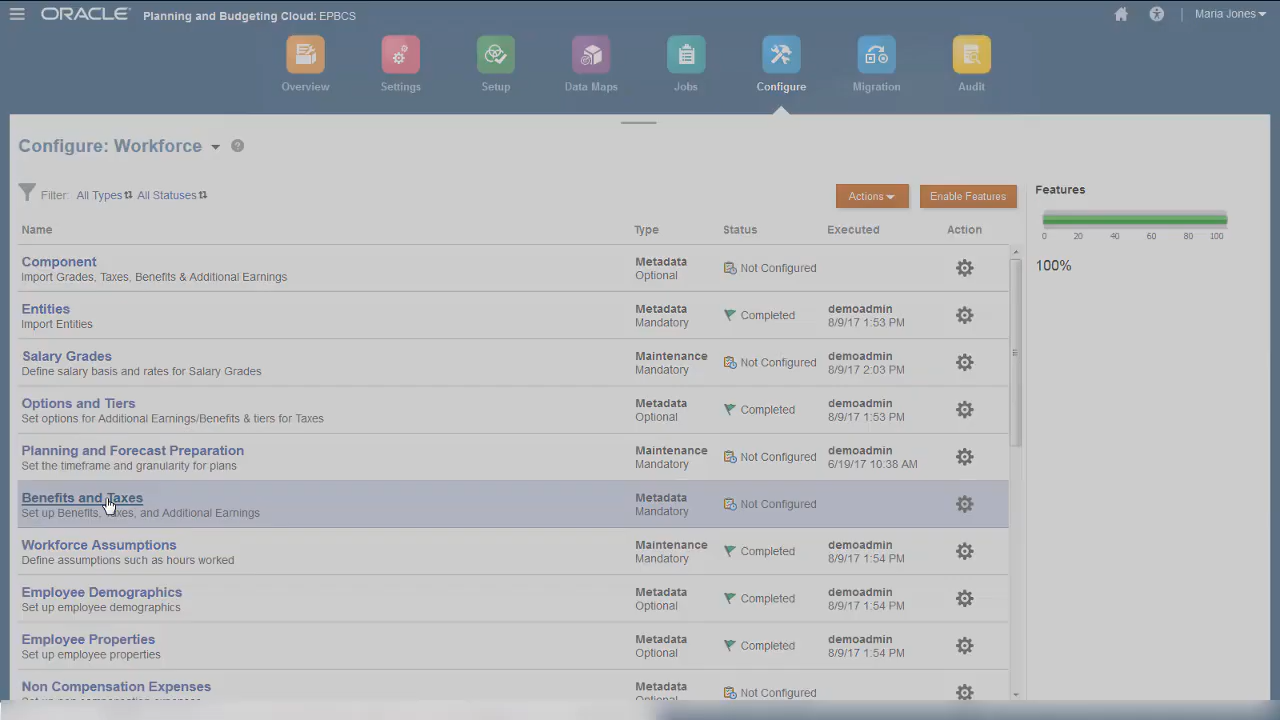 ORACLE Planning and Budgeting Cloud: EPBCS Maria Jones
Overview Settings Setup Data Maps Jobs Configure Migration Audit
Configure: Workforce
Filter: All Types All Statuses Actions Enable Features
Features
0 20 40 60 80 100
100%
Name Type Status Executed Action
Component Metadata
Import Grades, Taxes, Benefits & Additional Earnings Optional Not Configured
Entities Metadata Completed demoadmin
Import Entities Mandatory 8/9/17 1:53 PM
Salary Grades Maintenance Not Configured demoadmin
Define salary basis and rates for Salary Grades Mandatory 8/9/17 2:03 PM
Options and Tiers Metadata Completed demoadmin
Set options for Additional Earnings/Benefits & tiers for Taxes Optional 8/9/17 1:53 PM
Planning and Forecast Preparation Maintenance Not Configured demoadmin
Set the timeframe and granularity for plans Mandatory 6/19/17 10:38 AM
Benefits and Taxes Metadata Not Configured
Set up Benefits, Taxes, and Additional Earnings Mandatory
Workforce Assumptions Maintenance Completed demoadmin
Define assumptions such as hours worked Mandatory 8/9/17 1:54 PM
Employee Demographics Metadata Completed demoadmin
Set up employee demographics Optional 8/9/17 1:54 PM
Employee Properties Metadata Completed demoadmin
Set up employee properties Optional 8/9/17 1:54 PM
Non Compensation Expenses Metadata Not Configured